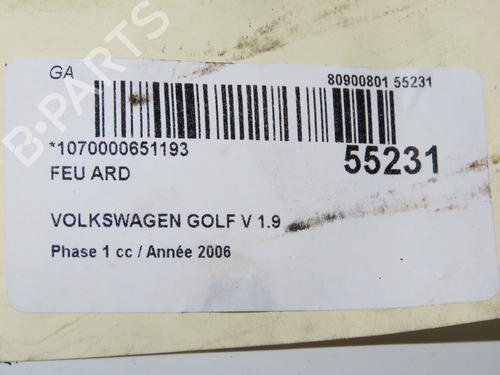 GA
80900801 55231
*1070000651193
55231
FEU ARD
VOLKSWAGEN GOLF V 1.9
Phase 1 cc / Année 2006
B-PARTS